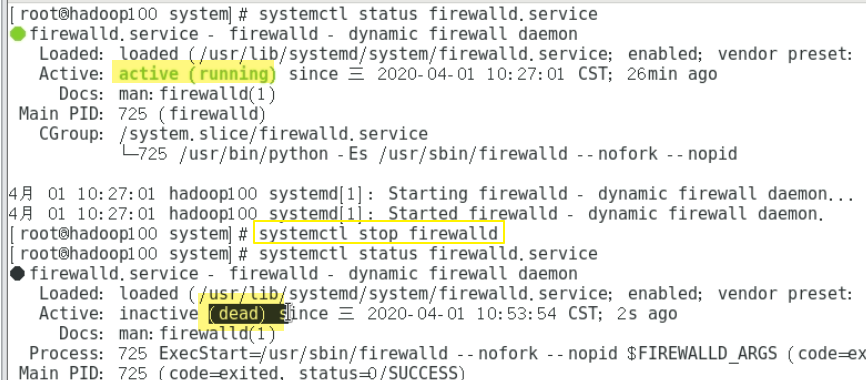 [root@hadoop100 system]# systemctl status firewalld.service
● firewalld.service - firewalld - dynamic firewall daemon
   Loaded: loaded (/usr/lib/systemd/system/firewalld.service; enabled; vendor preset:
   Active: active (running) since 三 2020-04-01 10:27:01 CST; 26min ago
     Docs: man:firewalld(1)
 Main PID: 725 (firewalld)
   CGroup: /system.slice/firewalld.service
           └─725 /usr/bin/python -Es /usr/sbin/firewalld --nofork --nopid
4月 01 10:27:01 hadoop100 systemd[1]: Starting firewalld - dynamic firewall daemon...
4月 01 10:27:01 hadoop100 systemd[1]: Started firewalld - dynamic firewall daemon.
[root@hadoop100 system]# systemctl stop firewalld
[root@hadoop100 system]# systemctl status firewalld.service
● firewalld.service - firewalld - dynamic firewall daemon
   Loaded: loaded (/usr/lib/systemd/system/firewalld.service; enabled; vendor preset:
   Active: inactive (dead) since 三 2020-04-01 10:53:54 CST; 2s ago
     Docs: man:firewalld(1)
  Process: 725 ExecStart=/usr/sbin/firewalld --nofork --nopid $FIREWALLD_ARGS (code=e
 Main PID: 725 (code=exited, status=0/SUCCESS)